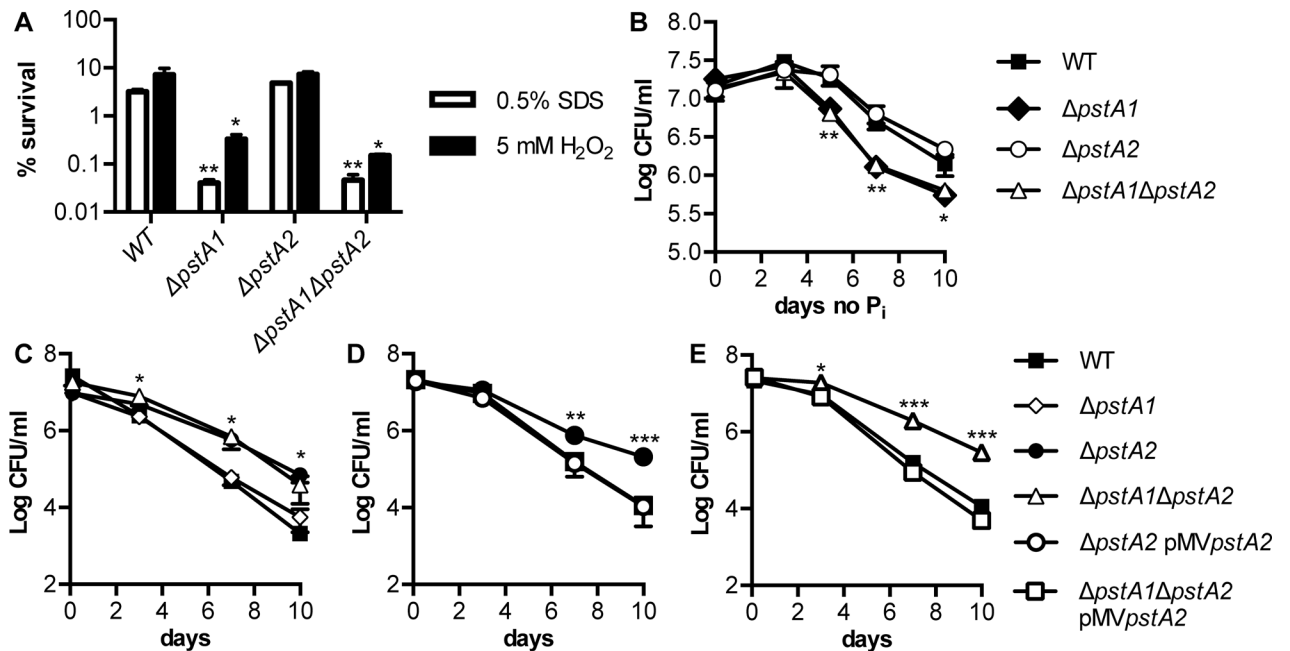 A
% survival
100
10
1
0.1
0.01
**
*
**
*
WT
ΔpstA1
ΔpstA2
ΔpstA1ΔpstA2
0.5% SDS
5 mM H₂O₂
B
Log CFU/ml
8.0
7.5
7.0
6.5
6.0
5.5
5.0
**
**
*
0 2 4 6 8 10
days no Pᵢ
WT
ΔpstA1
ΔpstA2
ΔpstA1ΔpstA2
C
Log CFU/ml
8
6
4
2
*
*
*
0 2 4 6 8 10
days
D
Log CFU/ml
8
6
4
2
**
***
0 2 4 6 8 10
days
E
Log CFU/ml
8
6
4
2
*
***
***
0 2 4 6 8 10
days
WT
ΔpstA1
ΔpstA2
ΔpstA1ΔpstA2
ΔpstA2 pMVpstA2
ΔpstA1ΔpstA2
pMVpstA2